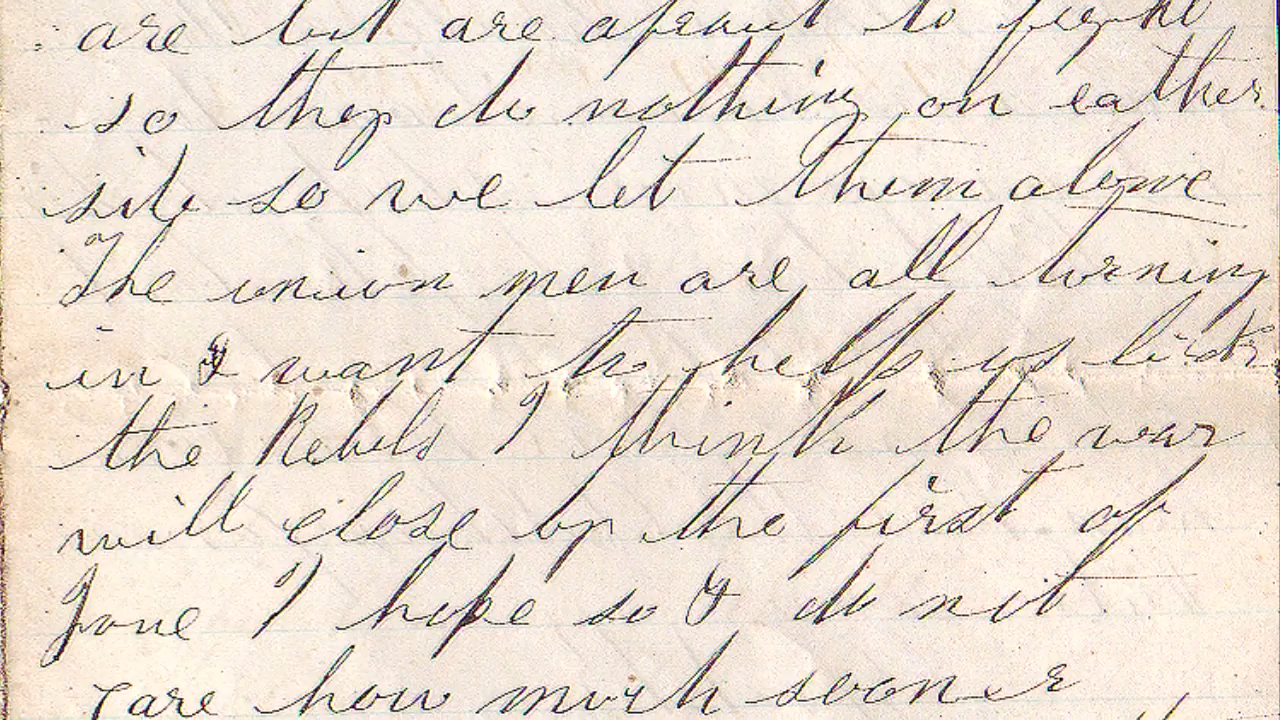 are but are afraut to fight
so they do nothing on eather
side so we let them alone
The union men are all turning
in & want to help us lick
the Rebels I think the war
will close by the first of
June I hope so I do not
care how much sooner